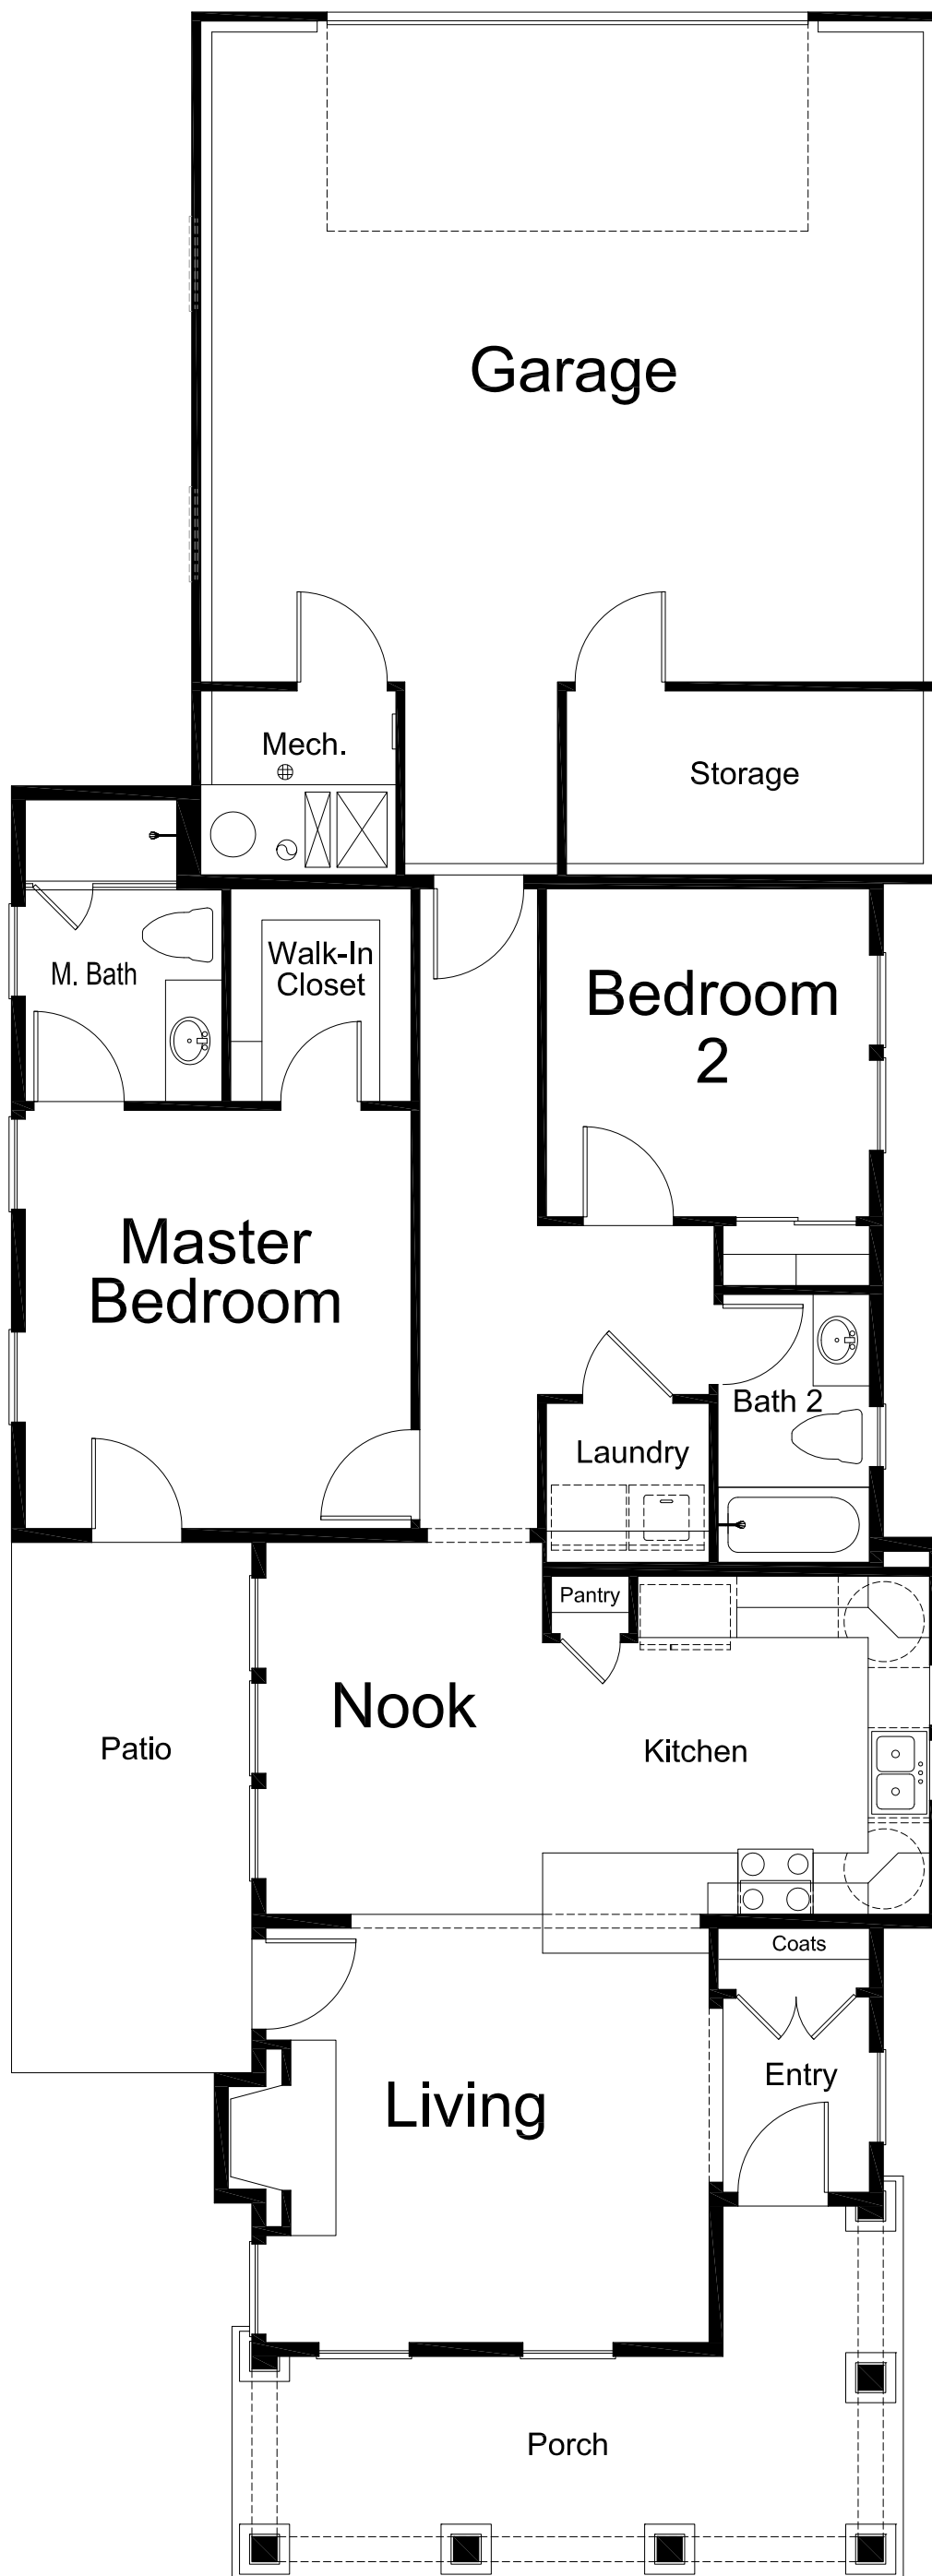 Garage
Mech.
Storage
M. Bath
Walk-In
Closet
Bedroom
2
Master
Bedroom
Bath 2
Laundry
Pantry
Nook
Patio
Kitchen
Coats
Entry
Living
Porch